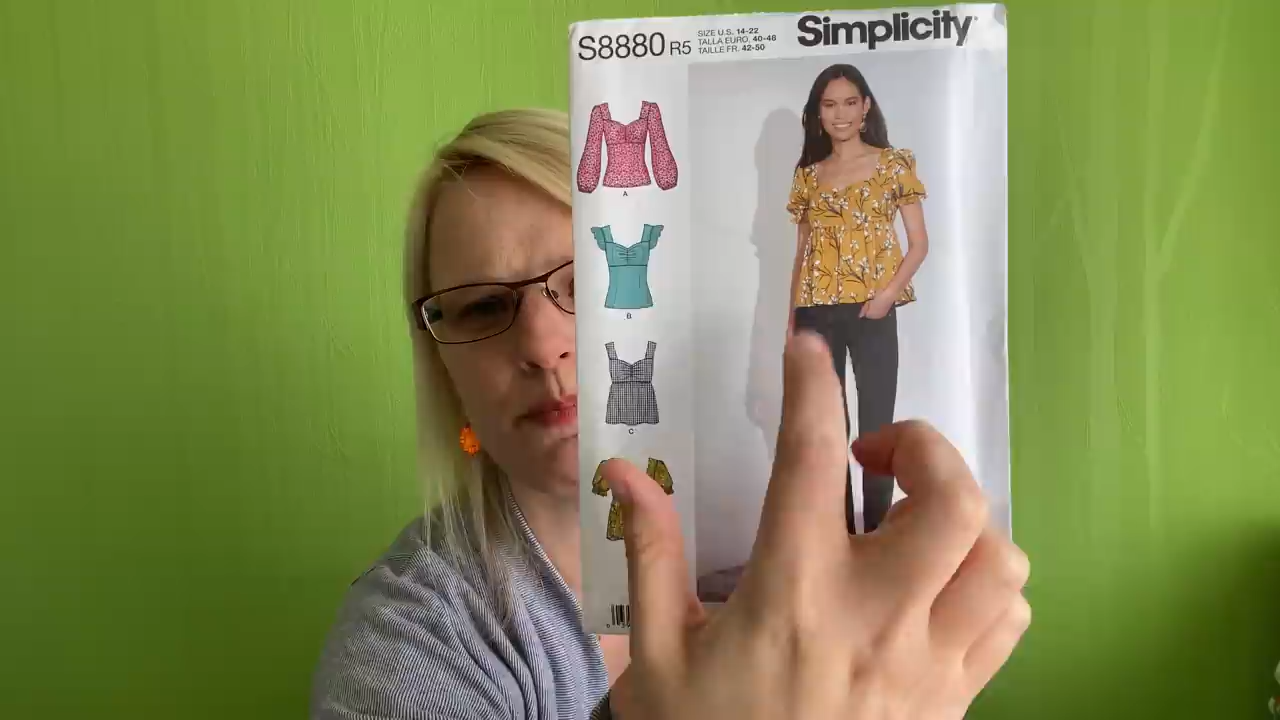 S8880 R5
SIZE U.S. 14-22
TALLA EURO. 40-48
TAILLE FR. 42-50
Simplicity
A
B
C